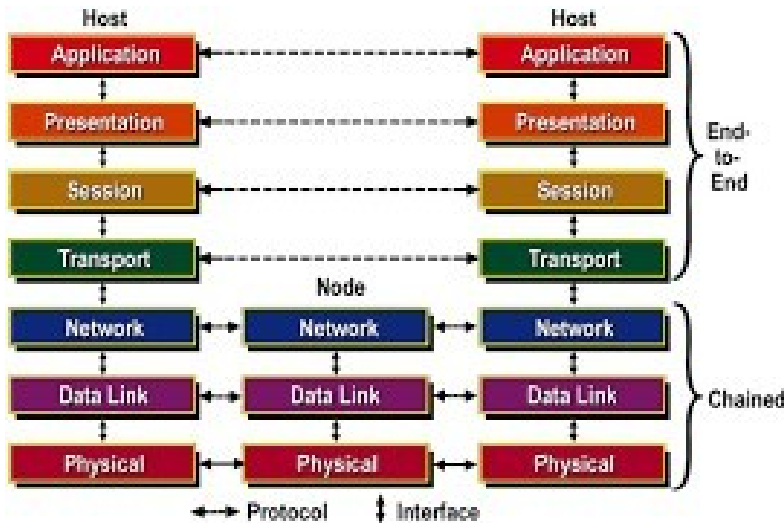 Host Host
Application Application
Presentation Presentation
End-
to-
End
Session Session
Transport Transport
Node
Network Network Network
Data Link Data Link Data Link
Chained
Physical Physical Physical
Protocol Interface